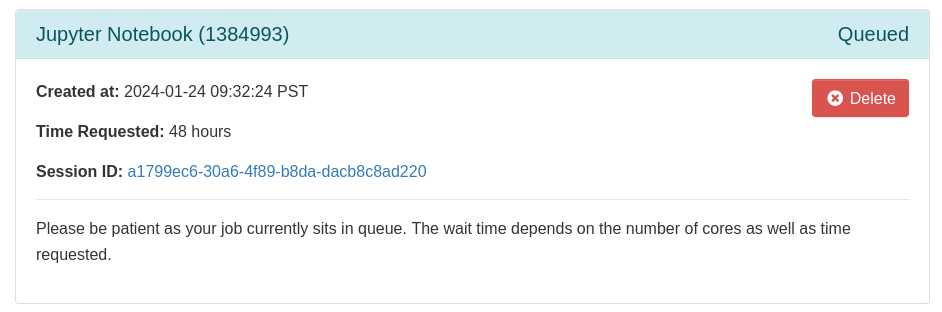 Jupyter Notebook (1384993)
Queued
Created at: 2024-01-24 09:32:24 PST
Delete
Time Requested: 48 hours
Session ID: a1799ec6-30a6-4f89-b8da-dacb8c8ad220
Please be patient as your job currently sits in queue. The wait time depends on the number of cores as well as time
requested.